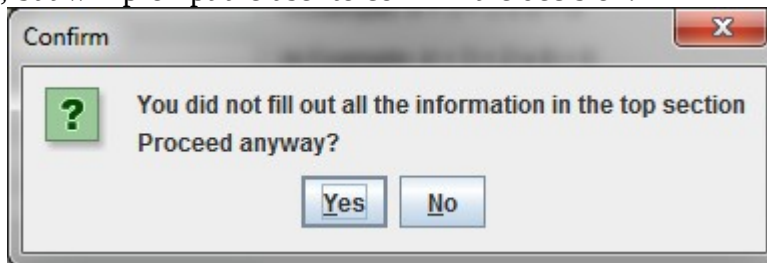 Confirm
You did not fill out all the information in the top section
Proceed anyway?
Yes No